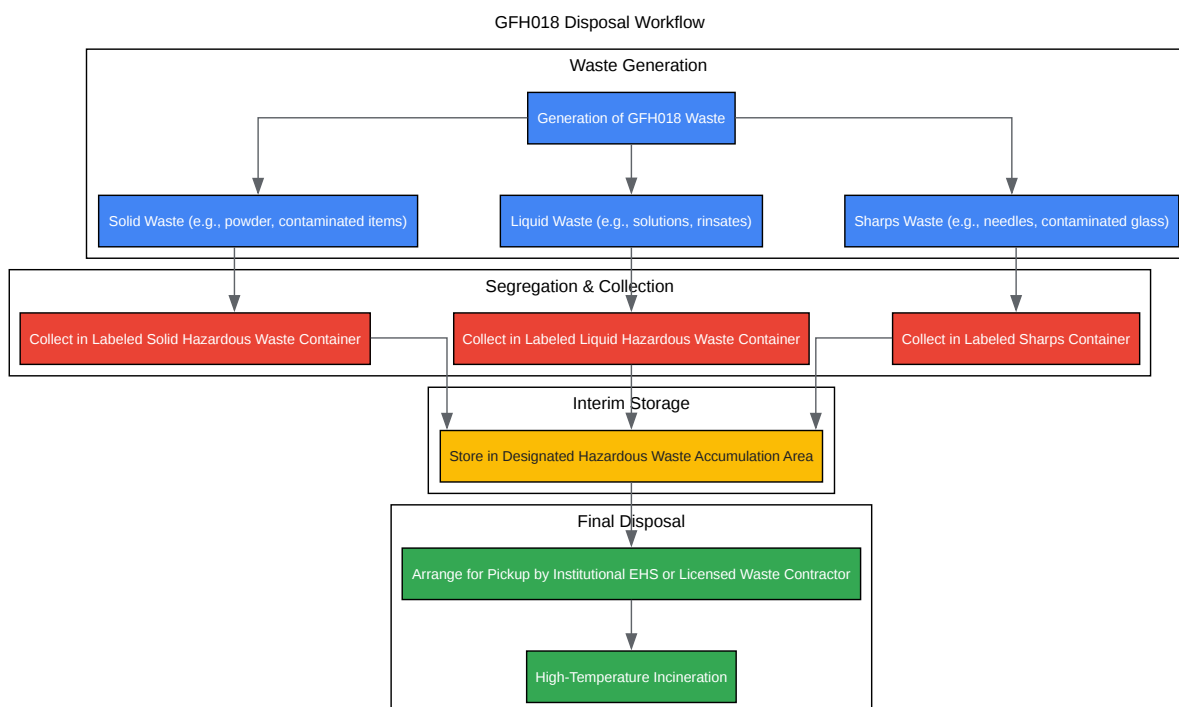 GFH018 Disposal Workflow
Waste Generation
Generation of GFH018 Waste
Solid Waste (e.g., powder, contaminated items)
Liquid Waste (e.g., solutions, rinsates)
Sharps Waste (e.g., needles, contaminated glass)
Segregation & Collection
Collect in Labeled Solid Hazardous Waste Container
Collect in Labeled Liquid Hazardous Waste Container
Collect in Labeled Sharps Container
Interim Storage
Store in Designated Hazardous Waste Accumulation Area
Final Disposal
Arrange for Pickup by Institutional EHS or Licensed Waste Contractor
High-Temperature Incineration